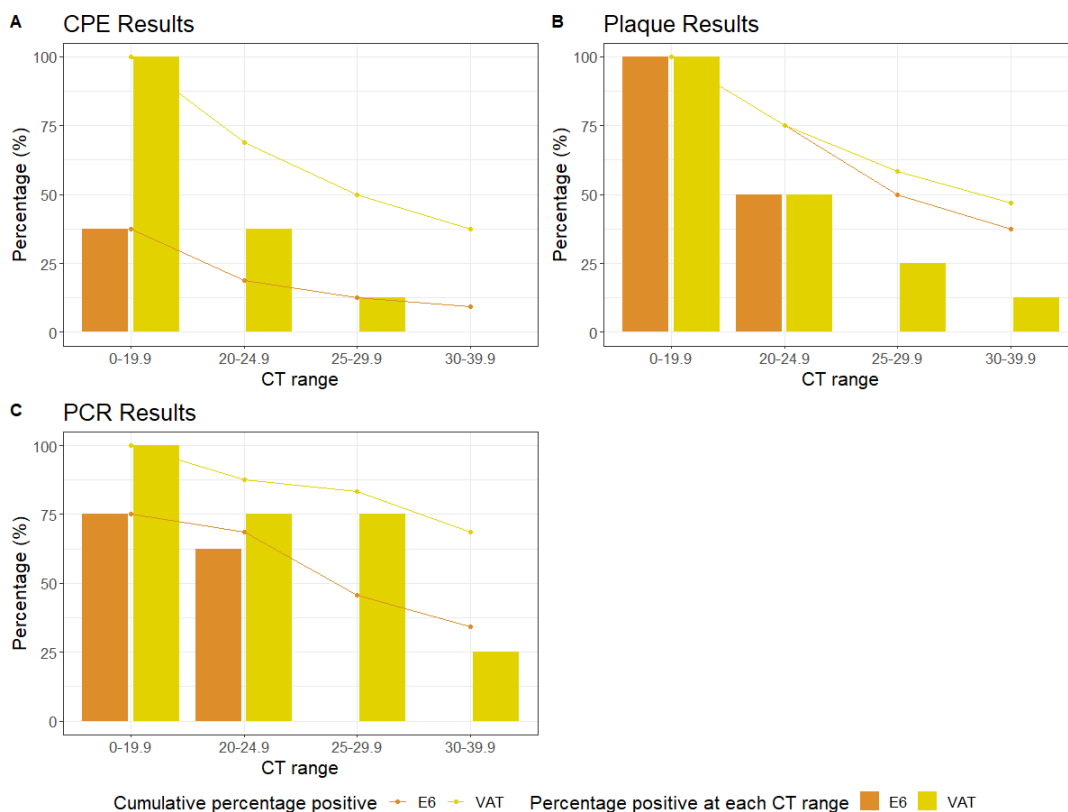 A CPE Results
100
75
50
25
0
Percentage (%)
0-19.9 20-24.9 25-29.9 30-39.9
CT range
B Plaque Results
100
75
50
25
0
Percentage (%)
0-19.9 20-24.9 25-29.9 30-39.9
CT range
C PCR Results
100
75
50
25
0
Percentage (%)
0-19.9 20-24.9 25-29.9 30-39.9
CT range
Cumulative percentage positive E6 VAT Percentage positive at each CT range E6 VAT